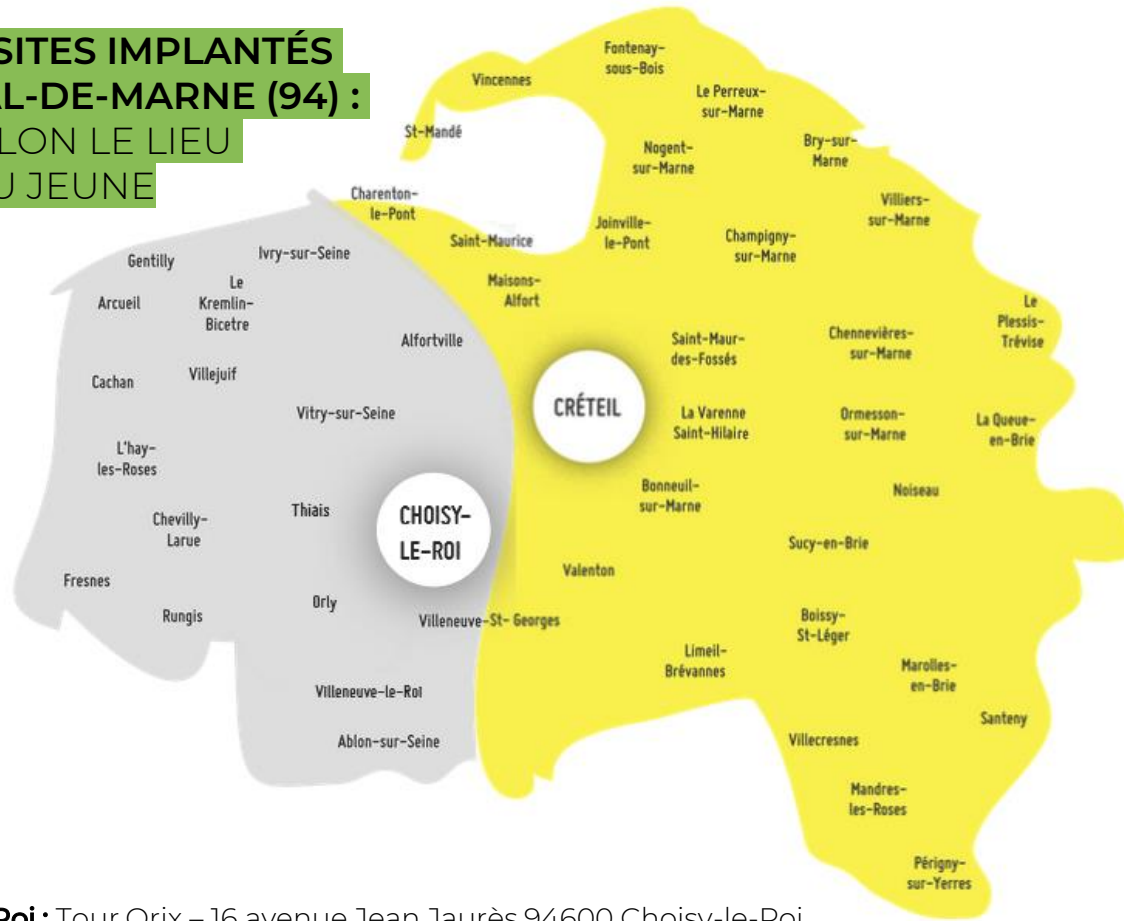 SITES IMPLANTÉS
AL-DE-MARNE (94) :
LON LE LIEU
U JEUNE
Fontenay-
sous-Bois
Vincennes
Le Perreux-
sur-Marne
St-Mandé
Nogent-
sur-Marne
Bry-sur-
Marne
Charenton-
le-Pont
Villiers-
sur-Marne
Saint-Maurice
Joinville-
le-Pont
Champigny-
sur-Marne
Gentilly
Ivry-sur-Seine
Arcueil
Le
Kremlin-
Bicetre
Maisons-
Alfort
Le
Plessis-
Trévise
Alfortville
Saint-Maur-
des-Fossés
Chennevières-
sur-Marne
Cachan
Villejuif
Vitry-sur-Seine
CRÉTEIL
La Varenne
Saint-Hilaire
Ormesson-
sur-Marne
La Queue-
en-Brie
L'hay-
les-Roses
Bonneuil-
sur-Marne
Noiseau
Chevilly-
Larue
Thiais
CHOISY-
LE-ROI
Sucy-en-Brie
Fresnes
Valenton
Rungis
Orly
Villeneuve-St- Georges
Boissy-
St-Léger
Limeil-
Brévannes
Marolles-
en-Brie
Villeneuve-le-Roi
Santeny
Ablon-sur-Seine
Villecresnes
Mandres-
les-Roses
Périgny-
sur-Yerres
Roi : Tour Orix – 16 avenue Jean Jaurès 94600 Choisy-le-Roi